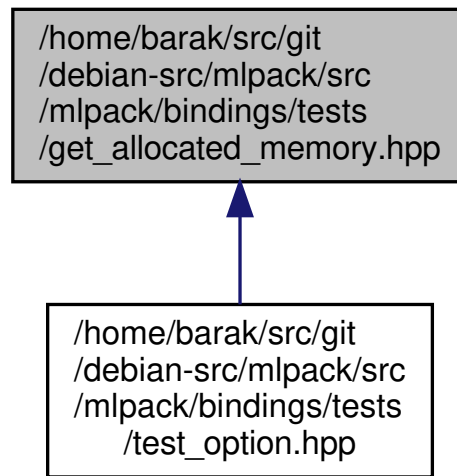 /home/barak/src/git
/debian-src/mlpack/src
/mlpack/bindings/tests
/get_allocated_memory.hpp
/home/barak/src/git
/debian-src/mlpack/src
/mlpack/bindings/tests
/test_option.hpp